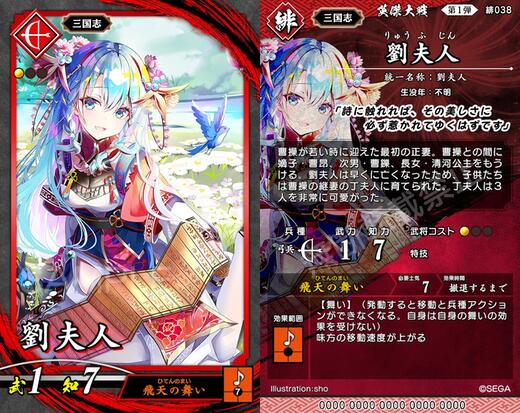 三国志
劉夫人
武1 知7
飛天の舞い
ひてんのまい
7
緋
三国志
英傑大戦
第1弾
緋038
りゅうふじん
劉夫人
統一名称：劉夫人
生没年：不明
「詩に触れれば、その美しさに
必ず惹かれてゆくはずです」
曹操が若い時に迎えた最初の正妻。曹操との間に
嫡子・曹昂、次男・曹鑠、長女・清河公主をもう
ける。劉夫人は早くに亡くなったため、子供たち
は曹操の継妻の丁夫人に育てられた。丁夫人は３
人を非常に可愛がった。
兵種 武力 知力 武将コスト
弓兵 1 7 特技
ひてんのまい 必要士気 効果時間
飛天の舞い 7 撤退するまで
効果範囲
【舞い】（発動すると移動と兵種アクショ
ンができなくなる。自身は自身の舞いの効
果を受けない）
味方の移動速度が上がる
Illustration:sho
©SEGA
0000-0000-0000-0000-0000